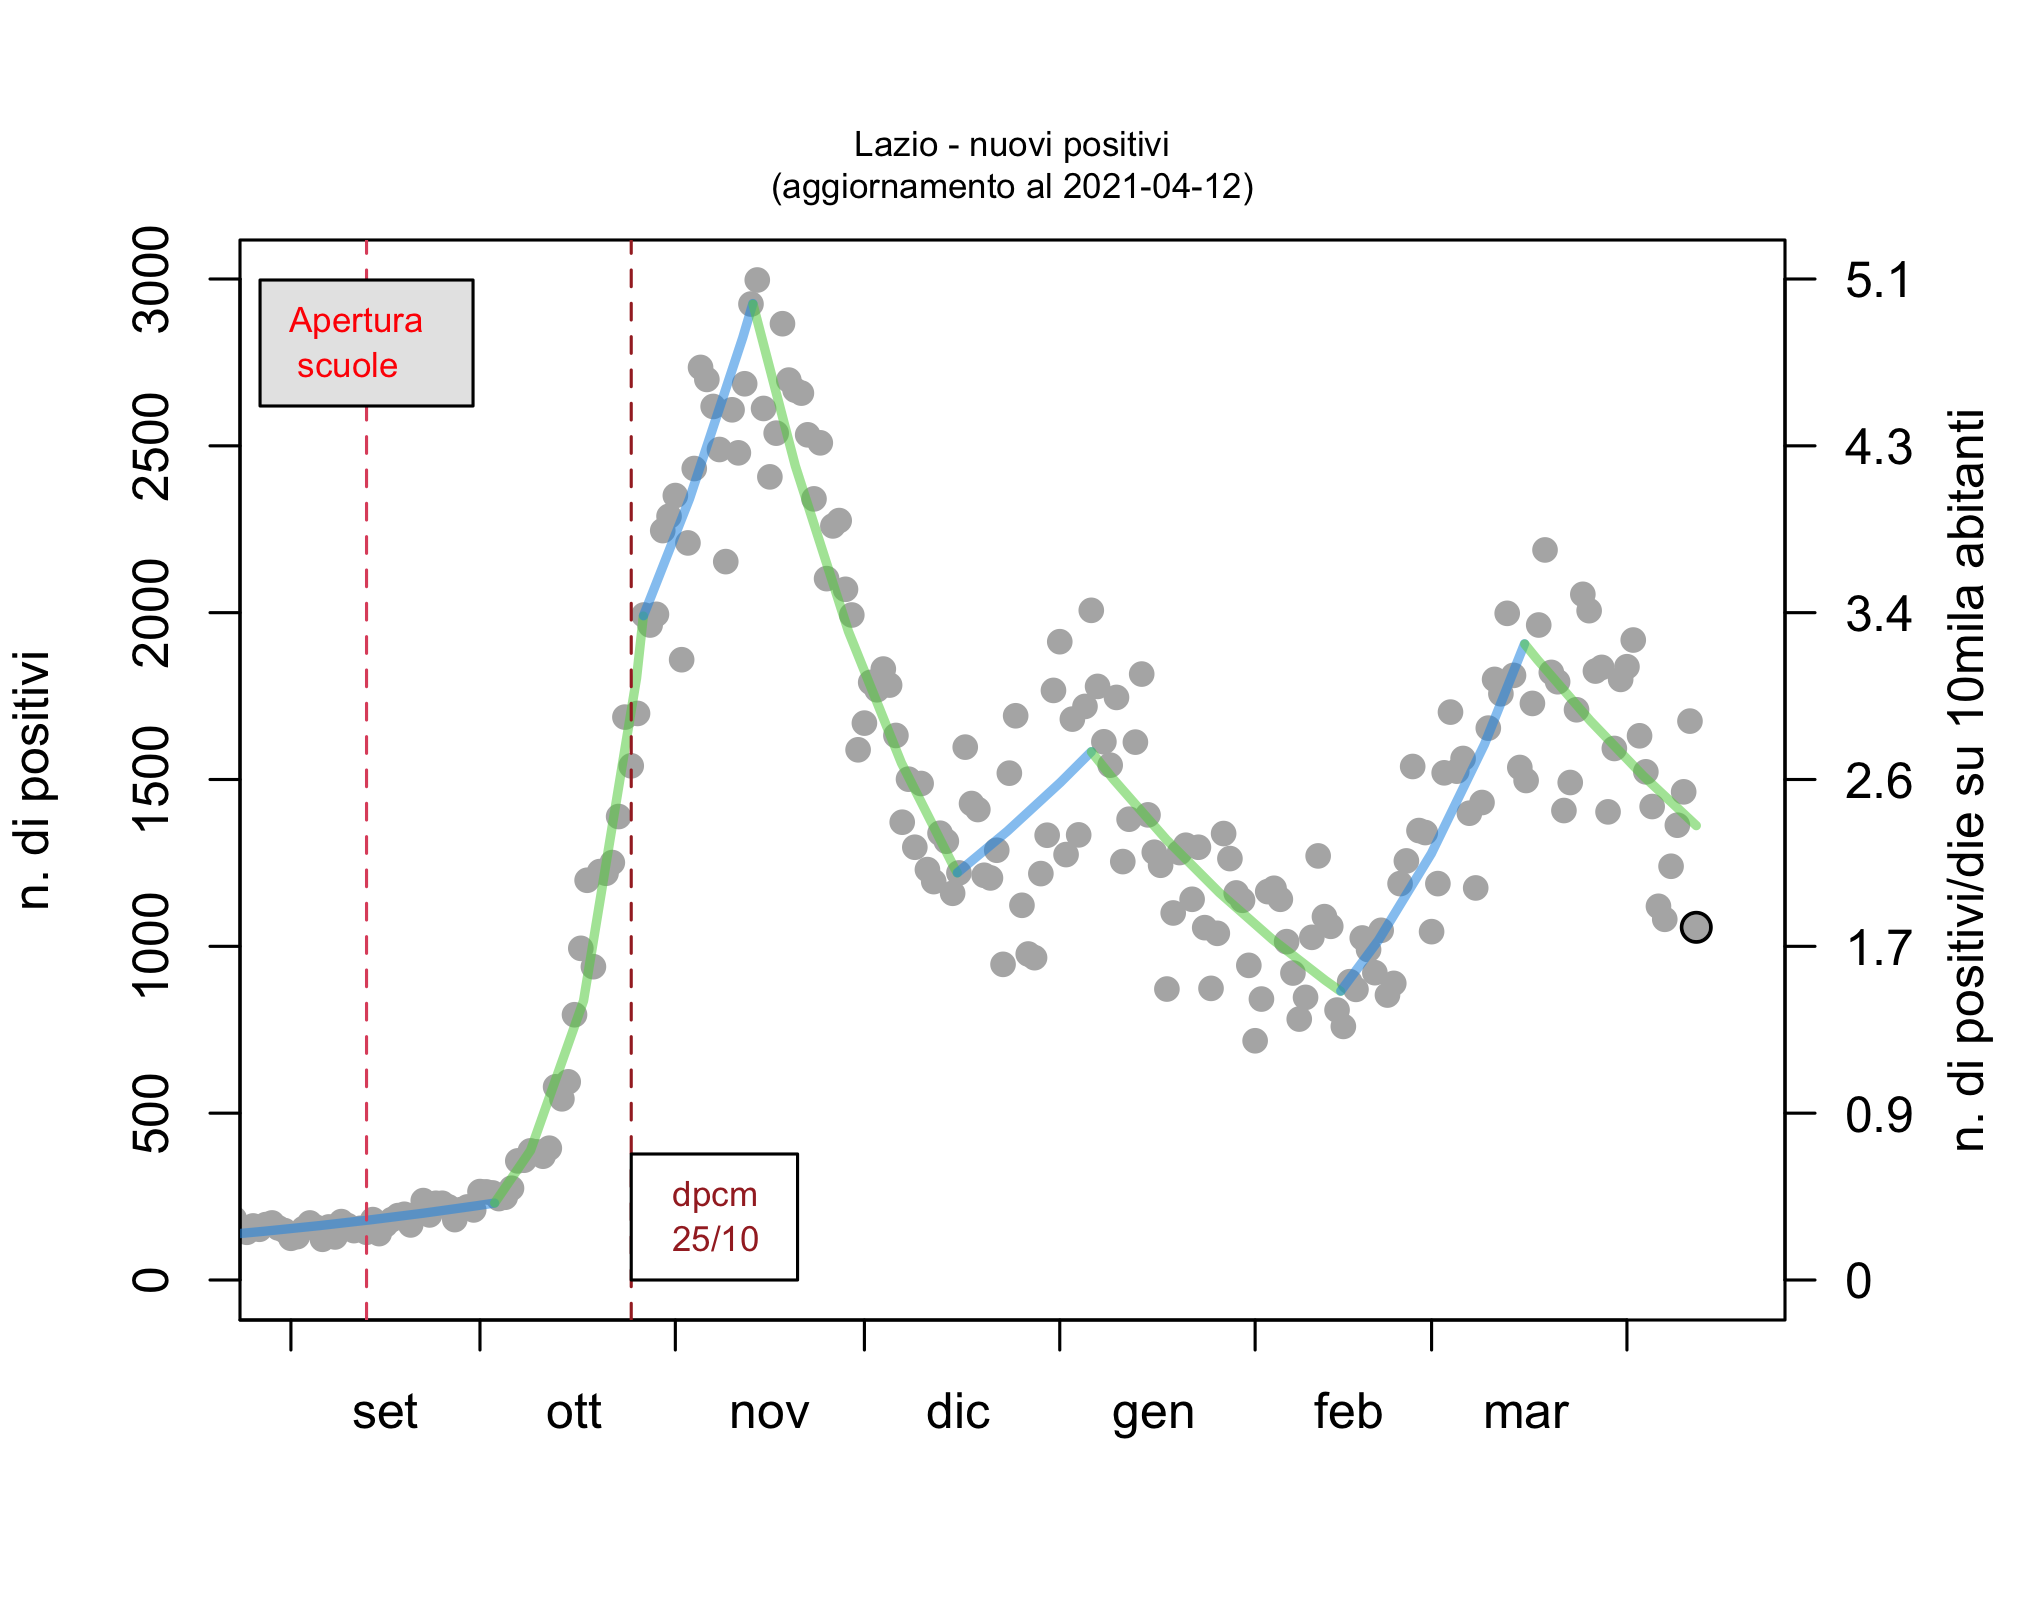 Lazio - nuovi positivi
(aggiornamento al 2021-04-12)
n. di positivi
3000
2500
2000
1500
1000
500
0
Apertura
scuole
dpcm
25/10
5.1
4.3
3.4
2.6
1.7
0.9
0
n. di positivi/die su 10mila abitanti
set ott nov dic gen feb mar